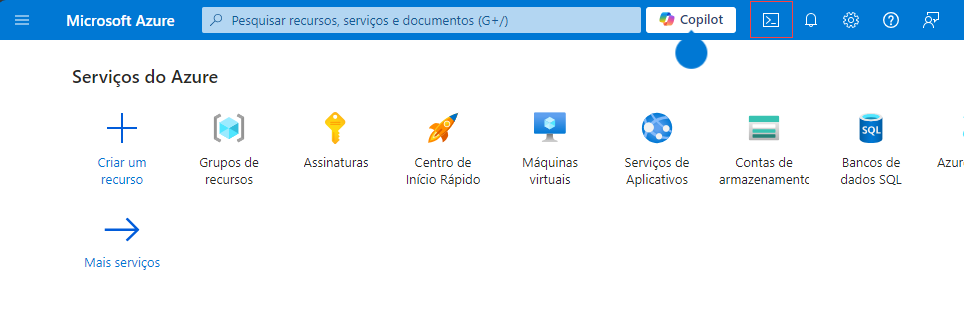 Microsoft Azure
Pesquisar recursos, serviços e documentos (G+/)
Copilot
Serviços do Azure
Criar um
recurso
Grupos de
recursos
Assinaturas
Centro de
Início Rápido
Máquinas
virtuais
Serviços de
Aplicativos
Contas de
armazenamento
SQL
Bancos de
dados SQL
Azure
Mais serviços